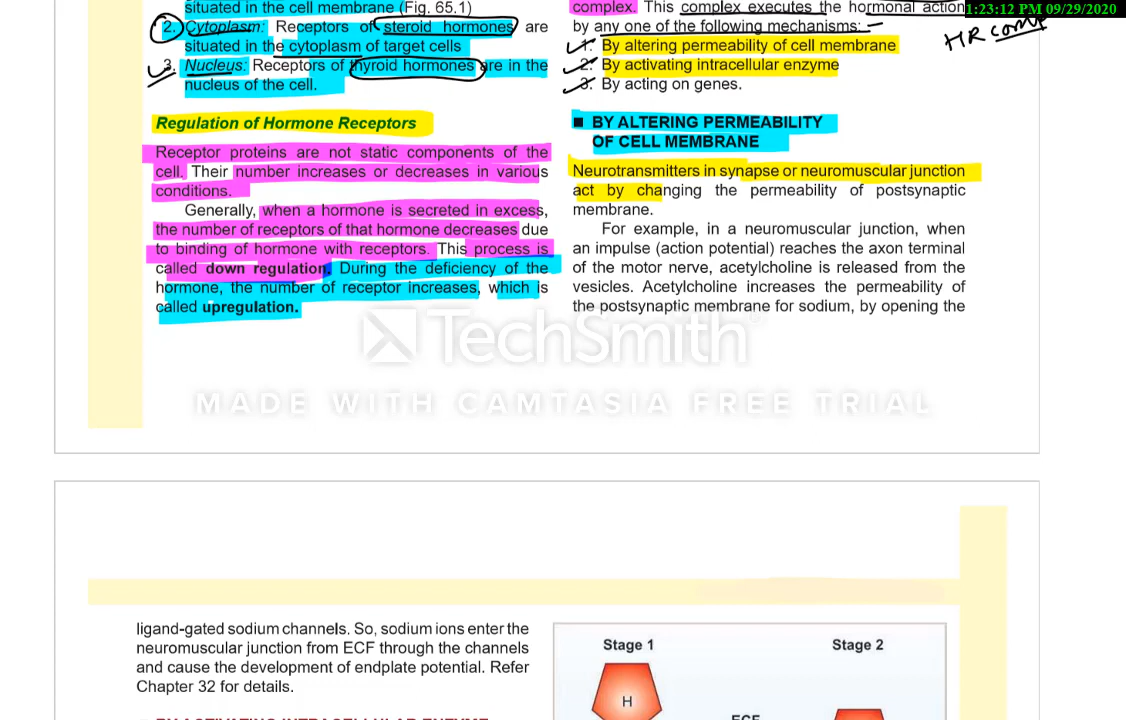 situated in the cell membrane (Fig. 65.1)
2. Cytoplasm: Receptors of steroid hormones are
situated in the cytoplasm of target cells
3. Nucleus: Receptors of thyroid hormones are in the
nucleus of the cell.
Regulation of Hormone Receptors
Receptor proteins are not static components of the
cell. Their number increases or decreases in various
conditions.
Generally, when a hormone is secreted in excess,
the number of receptors of that hormone decreases due
to binding of hormone with receptors. This process is
called down regulation. During the deficiency of the
hormone, the number of receptor increases, which is
called upregulation.
complex. This complex executes the hormonal action
by any one of the following mechanisms:
1. By altering permeability of cell membrane
2. By activating intracellular enzyme
3. By acting on genes.
■ BY ALTERING PERMEABILITY
OF CELL MEMBRANE
Neurotransmitters in synapse or neuromuscular junction
act by changing the permeability of postsynaptic
membrane.
For example, in a neuromuscular junction, when
an impulse (action potential) reaches the axon terminal
of the motor nerve, acetylcholine is released from the
vesicles. Acetylcholine increases the permeability of
the postsynaptic membrane for sodium, by opening the
1:23:12 PM 09/29/2020
HR
TechSmith
MADE WITH CAMTASIA FREE TRIAL
ligand-gated sodium channels. So, sodium ions enter the
neuromuscular junction from ECF through the channels
and cause the development of endplate potential. Refer
Chapter 32 for details.
BY ACTIVATING INTRACELLULAR ENZYME
Stage 1
Stage 2
H
ECF